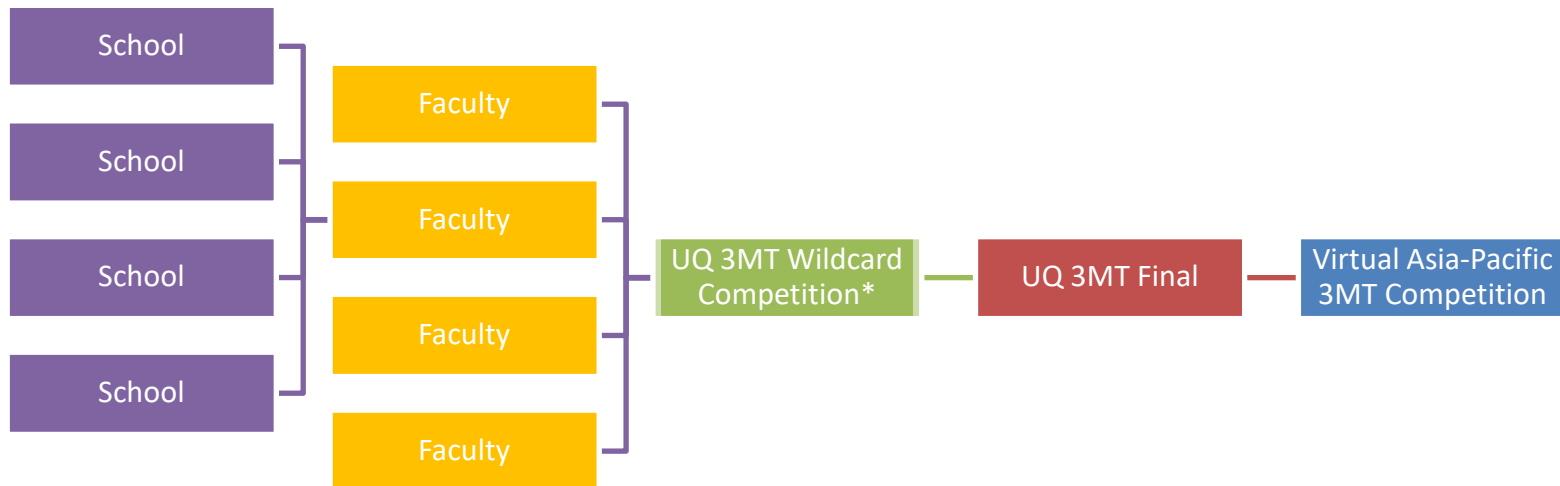 School
School
School
School
Faculty
Faculty
Faculty
Faculty
UQ 3MT Wildcard
Competition*
UQ 3MT Final
Virtual Asia-Pacific
3MT Competition